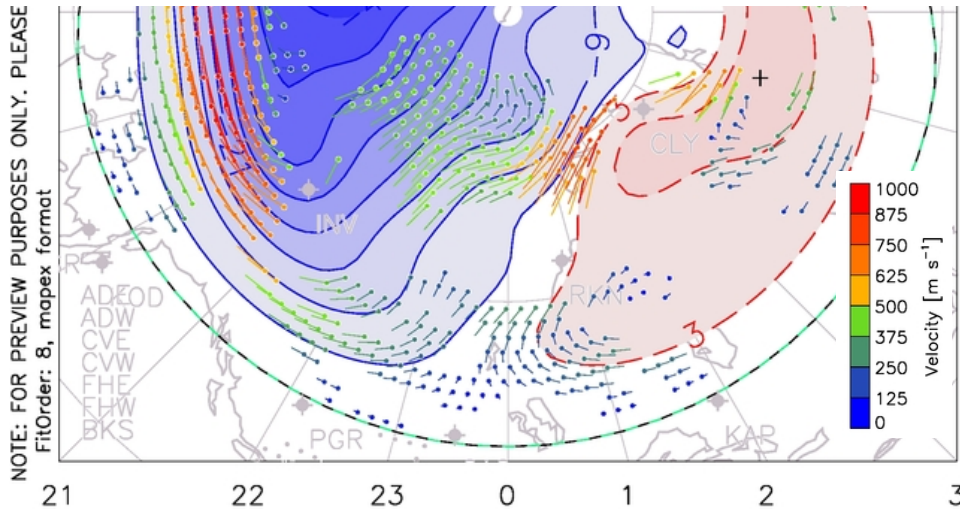 NOTE: FOR PREVIEW PURPOSES ONLY. PLEASE
FitOrder: 8, mapex format
6
3
CLY
INV
RKN
3
ADE
ADW
CVE
CVW
FHE
FHW
BKS
PGR
KAP
1000
875
750
625
500
375
250
125
0
Velocity [m s⁻¹]
21 22 23 0 1 2 3